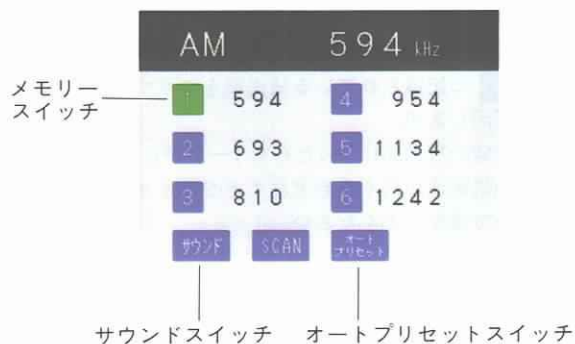 AM 594 kHz
メモリー
スイッチ
1 594 4 954
2 693 5 1134
3 810 6 1242
サウンド SCAN オート
プリセット
サウンドスイッチ オートプリセットスイッチ